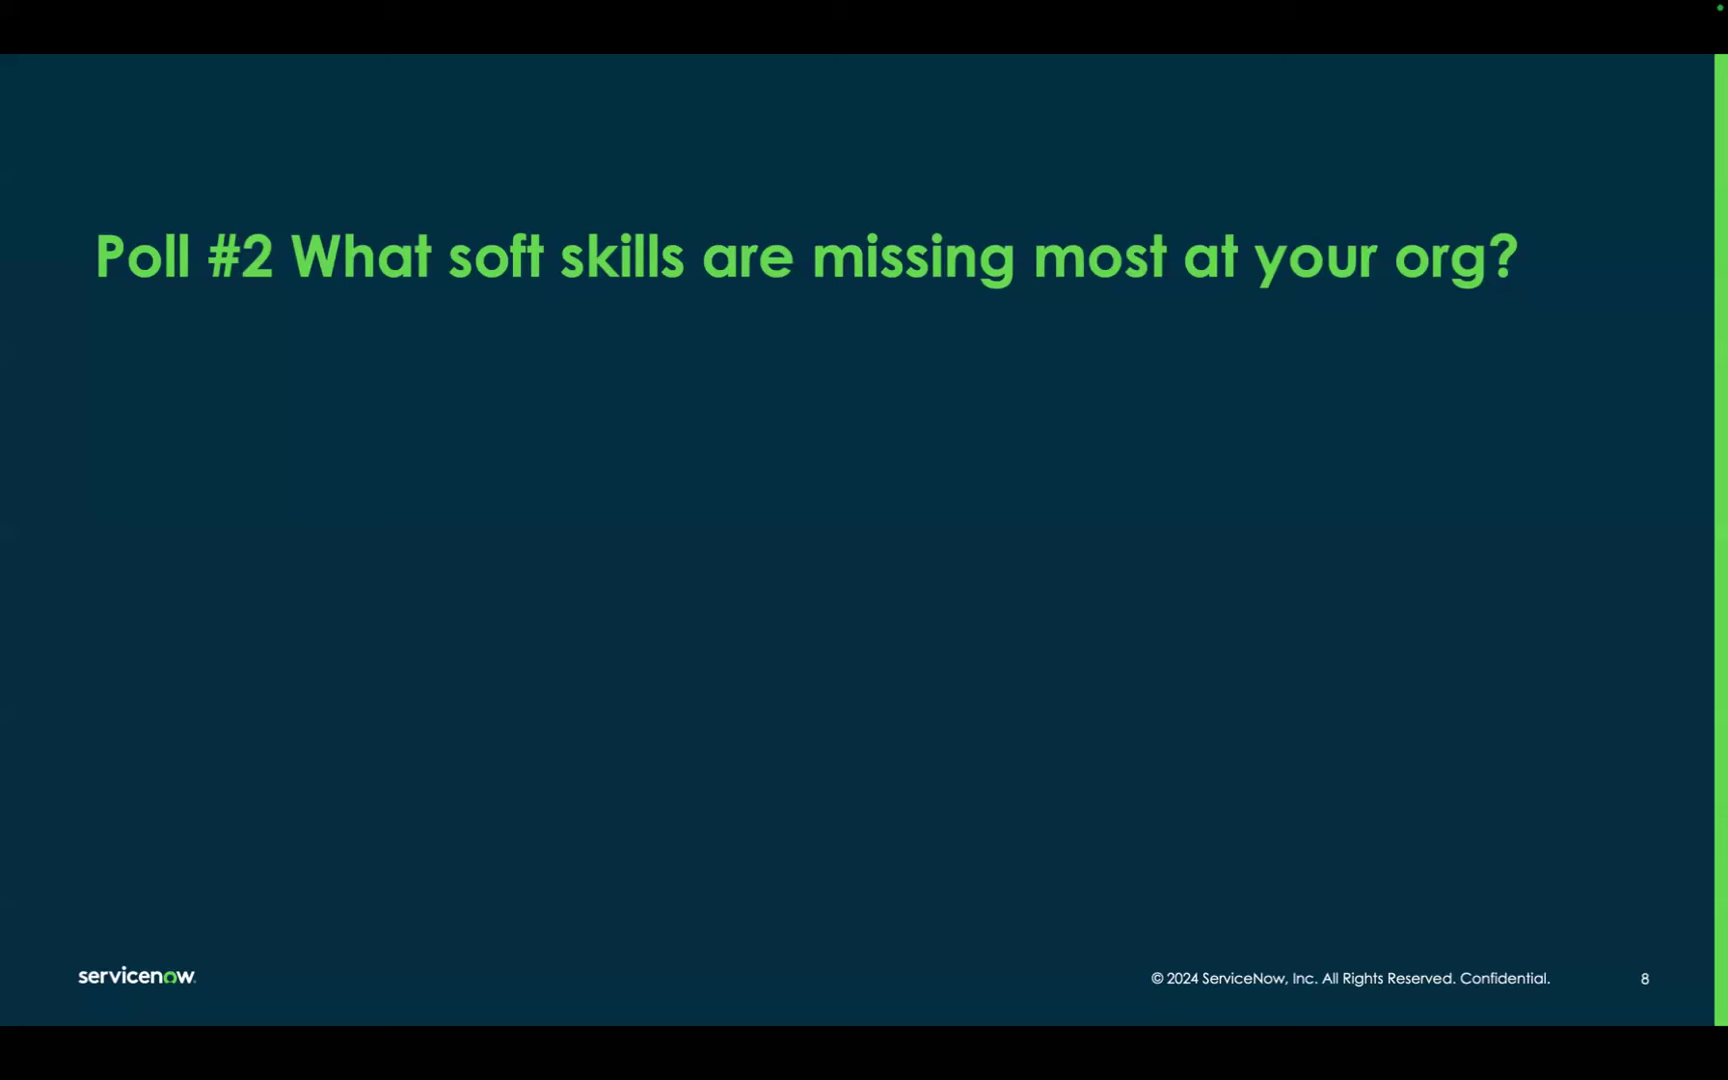 Poll #2 What soft skills are missing most at your org?
servicenow
© 2024 ServiceNow, Inc. All Rights Reserved. Confidential.
8